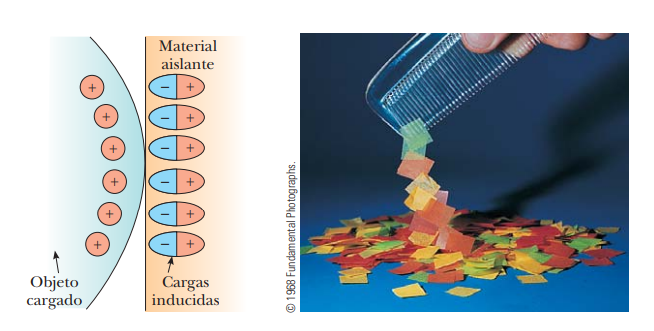 Material
aislante
Objeto
cargado
Cargas
inducidas
© 1968 Fundamental Photographs.